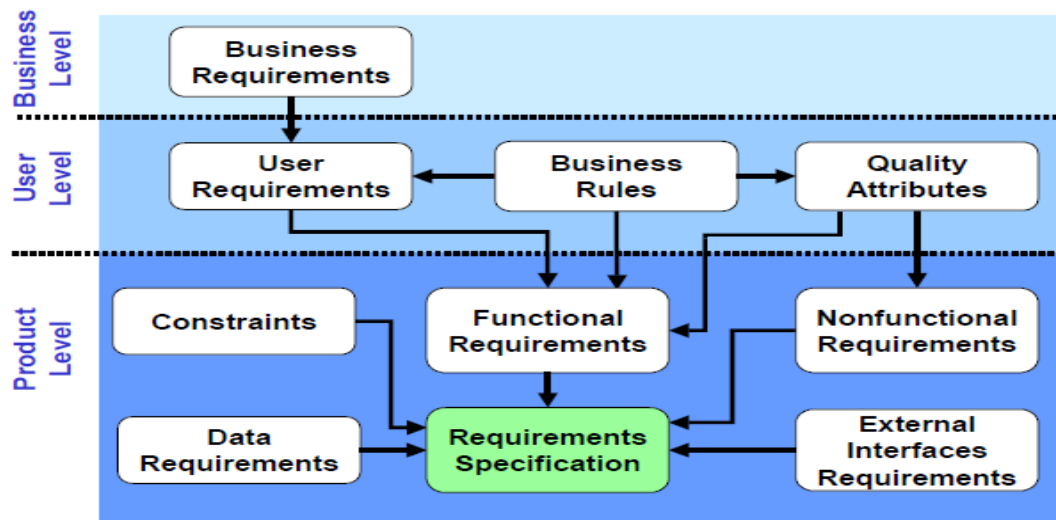 Business
Level
Business
Requirements
User
Level
User
Requirements
Business
Rules
Quality
Attributes
Product
Level
Constraints
Functional
Requirements
Nonfunctional
Requirements
Data
Requirements
Requirements
Specification
External
Interfaces
Requirements